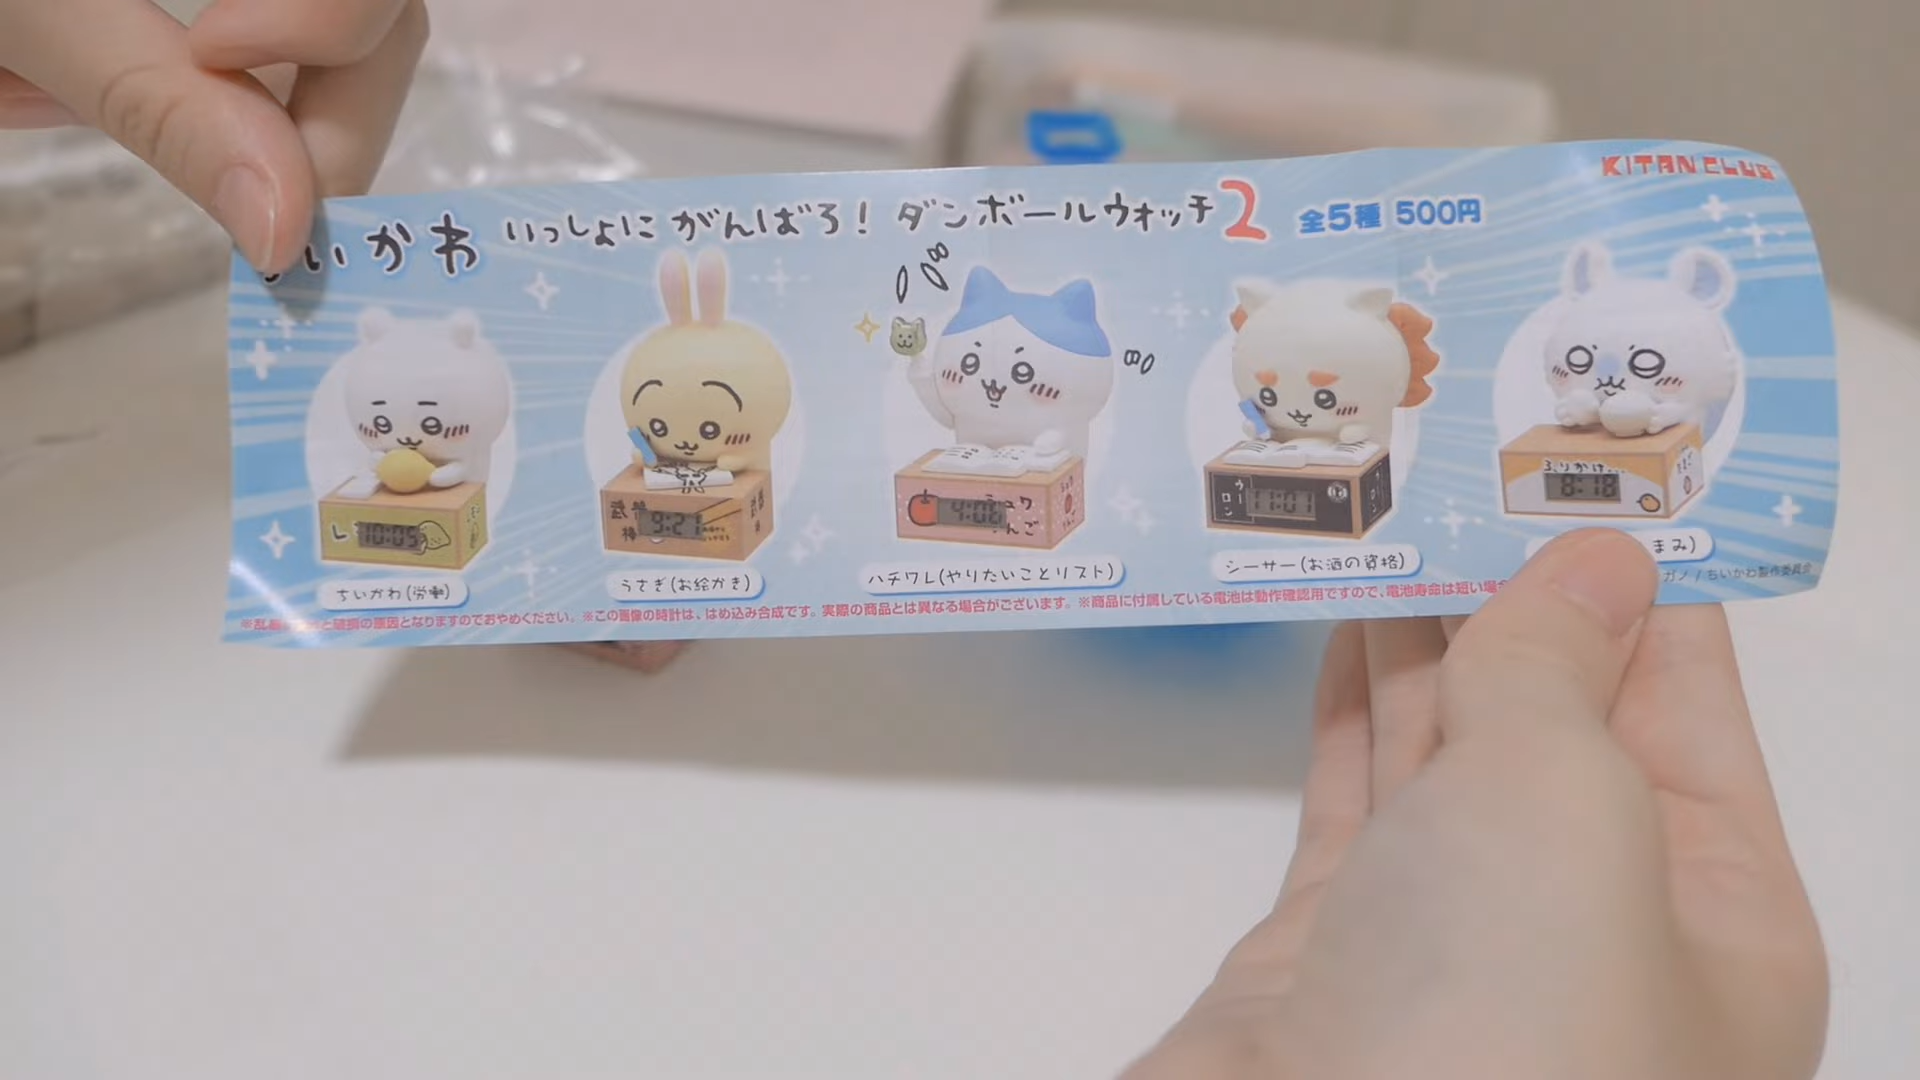 KITAN CLUB
いかわ いっしょに がんばろ! ダンボールウォッチ2 全5種 500円
L 10:05
武器 9:21
4:08
ウーロン 11:01
ふりかけ... 8:18
ちいかわ(労働)
うさぎ(お絵かき)
ハチワレ(やりたいことリスト)
シーサー(お酒の資格)
まみ)
ガノ / ちいかわ製作委員会
と破損の原因となりますのでおやめください。※この画像の時計は、はめ込み合成です。実際の商品とは異なる場合がございます。※商品に付属している電池は動作確認用ですので、電池寿命は短い場合